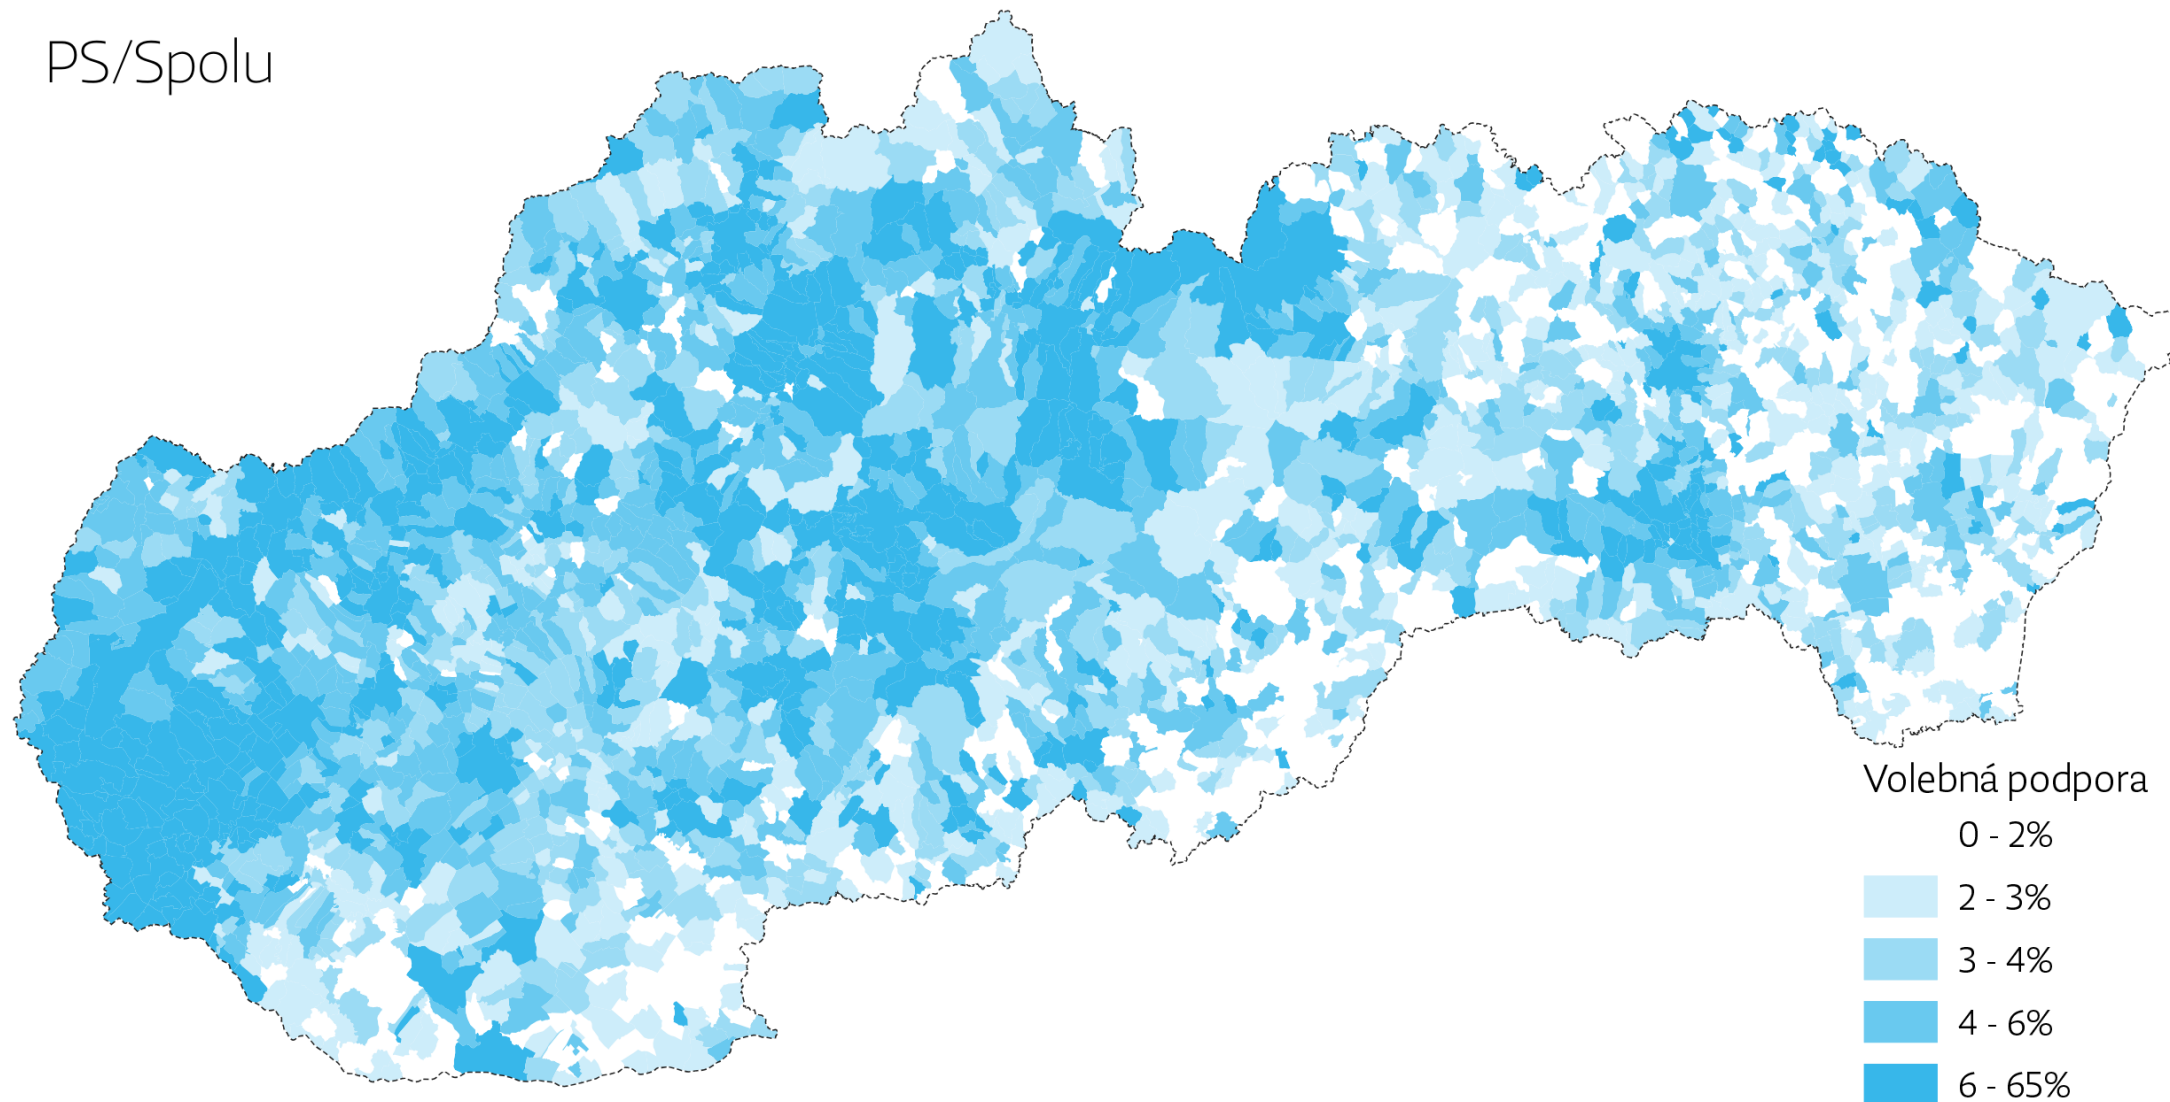 PS/Spolu
Volebná podpora
0 - 2%
2 - 3%
3 - 4%
4 - 6%
6 - 65%